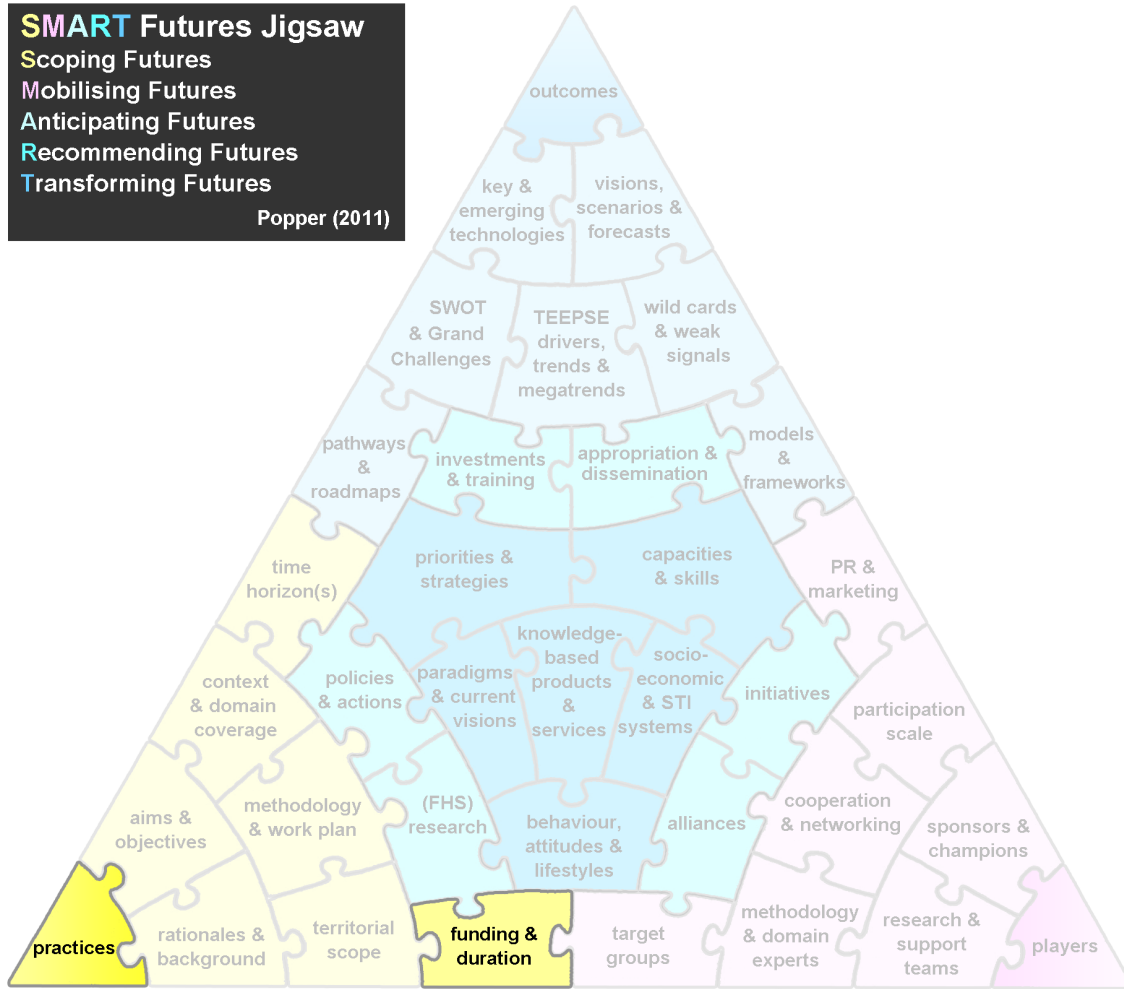 SMART Futures Jigsaw
Scoping Futures
Mobilising Futures
Anticipating Futures
Recommending Futures
Transforming Futures
Popper (2011)
outcomes
key &
emerging
technologies
visions,
scenarios &
forecasts
SWOT
& Grand
Challenges
TEEPSE
drivers,
trends &
megatrends
wild cards
& weak
signals
pathways
&
roadmaps
investments
& training
appropriation &
dissemination
models
&
frameworks
time
horizon(s)
priorities &
strategies
capacities
& skills
PR &
marketing
context
& domain
coverage
policies
& actions
paradigms
& current
visions
knowledge-
based
products
&
services
socio-
economic
& STI
systems
initiatives
participation
scale
aims &
objectives
methodology
& work plan
(FHS)
research
behaviour,
attitudes &
lifestyles
alliances
cooperation
& networking
sponsors &
champions
practices
rationales &
background
territorial
scope
funding &
duration
target
groups
methodology
& domain
experts
research &
support
teams
players